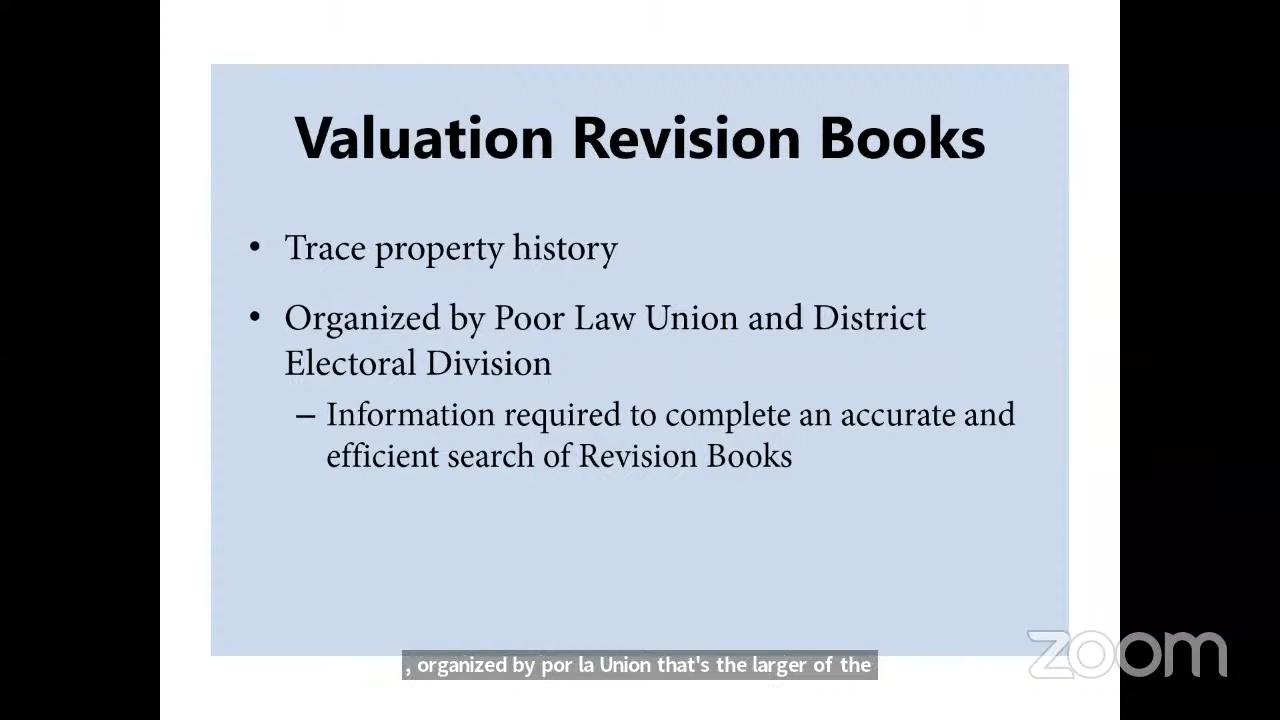 Valuation Revision Books
• Trace property history
• Organized by Poor Law Union and District
Electoral Division
– Information required to complete an accurate and
efficient search of Revision Books
zoom
, organized by por la Union that's the larger of the